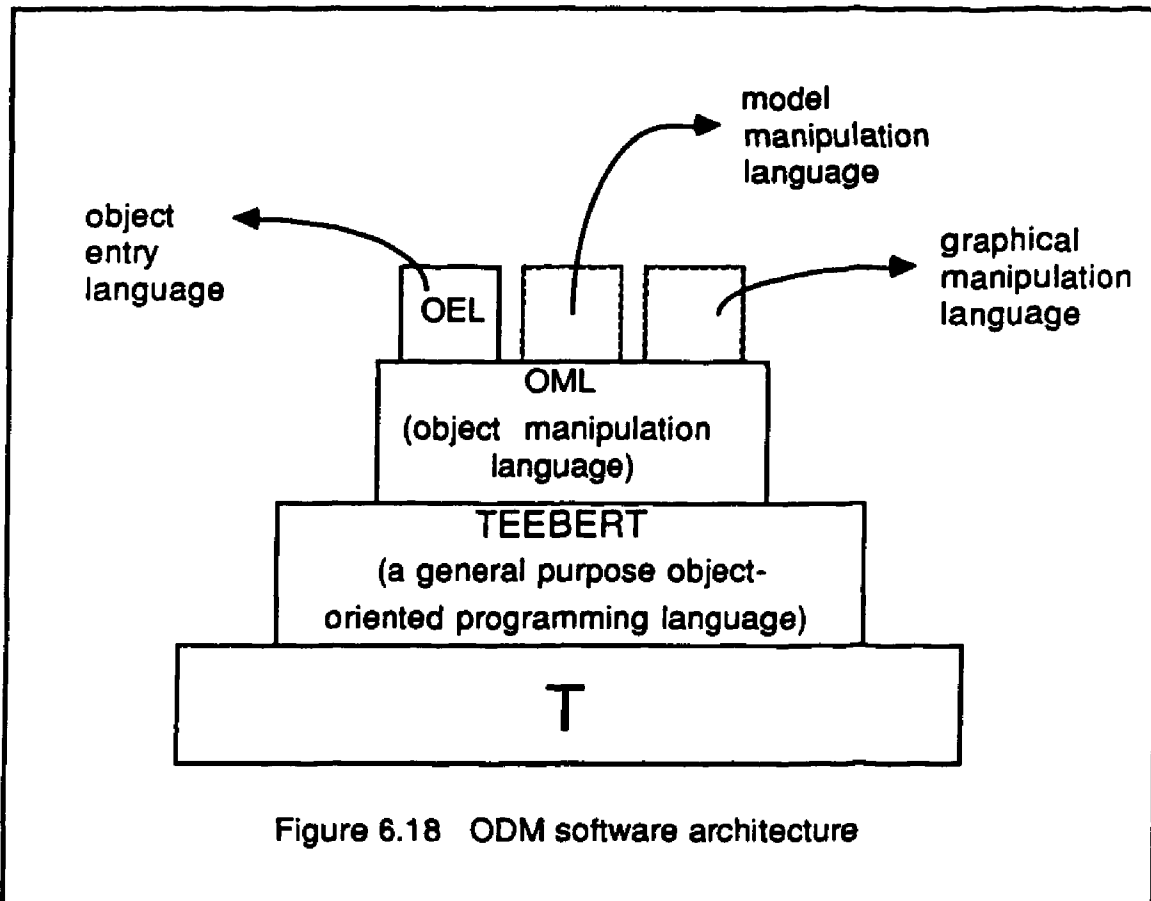 model
manipulation
language
object
entry
language
graphical
manipulation
language
OEL
OML
(object manipulation
language)
TEEBERT
(a general purpose object-
oriented programming language)
T
Figure 6.18 ODM software architecture